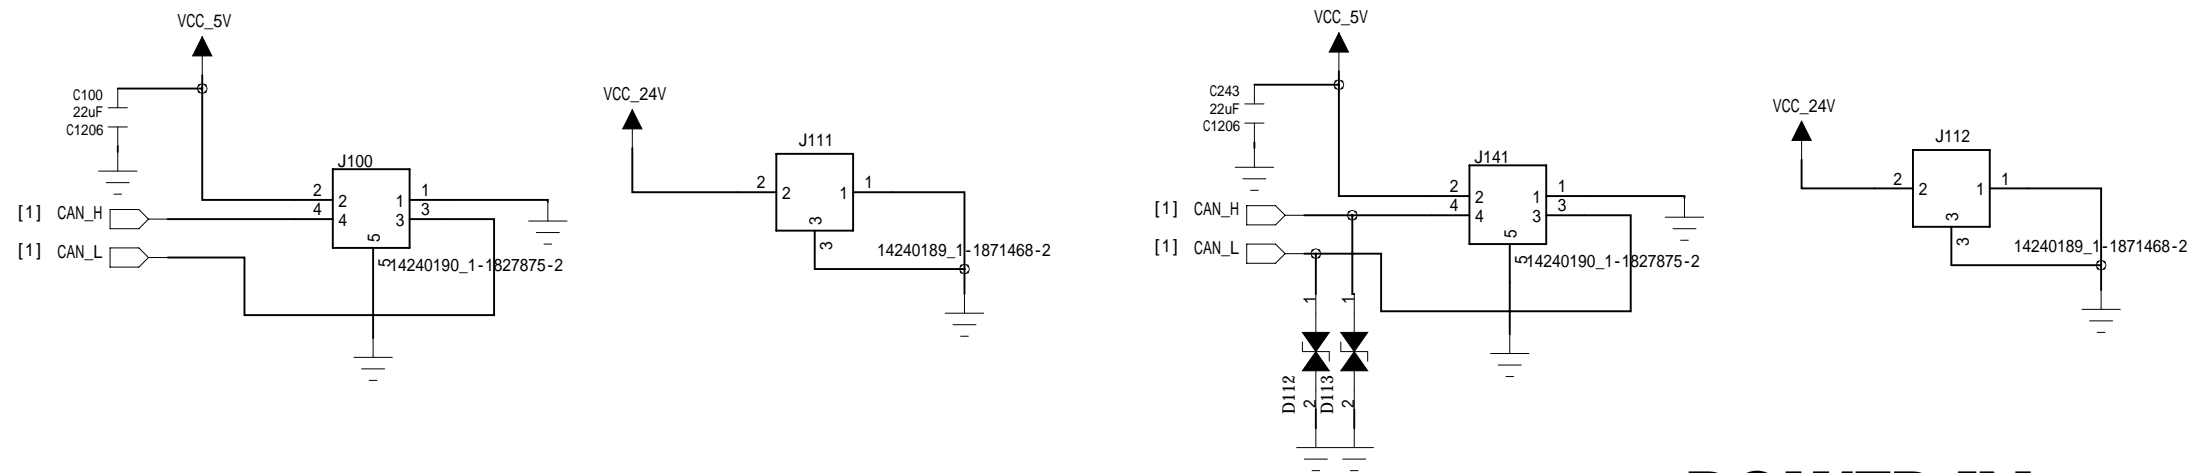 VCC_5V
C100
22uF
C1206
J100
2 2 1 1
4 4 3 3
5
5
14240190_1-1827875-2
[1] CAN_H
[1] CAN_L
VCC_24V
J111
2 2 1 1
3
3
14240189_1-1871468-2
VCC_5V
C243
22uF
C1206
J141
2 2 1 1
4 4 3 3
5
5
14240190_1-1827875-2
[1] CAN_H
[1] CAN_L
1
1
D112
D113
2
2
VCC_24V
J112
2 2 1 1
3
3
14240189_1-1871468-2